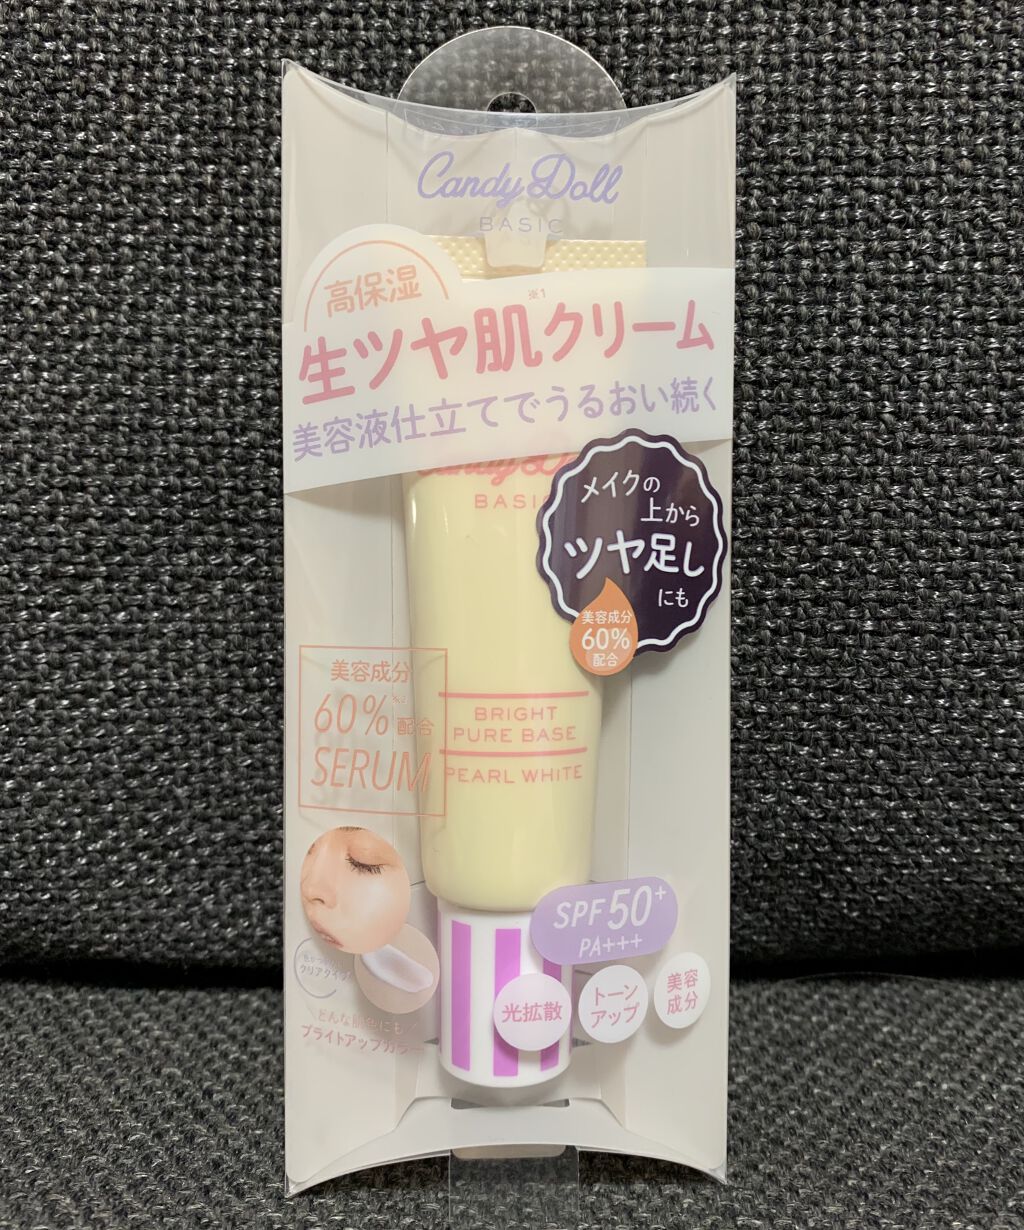 Candy Doll
BASIC
高保湿
※1
生ツヤ肌クリーム
美容液仕立てでうるおい続く
BASIC
メイクの
上から
ツヤ足し
にも
美容成分
60%
配合
美容成分
60%※2配合
SERUM
BRIGHT
PURE BASE
PEARL WHITE
SPF50+
PA+++
光拡散
トーン
アップ
美容
成分
クリアタイプ!
どんな肌色にも
ブライトアップカラー